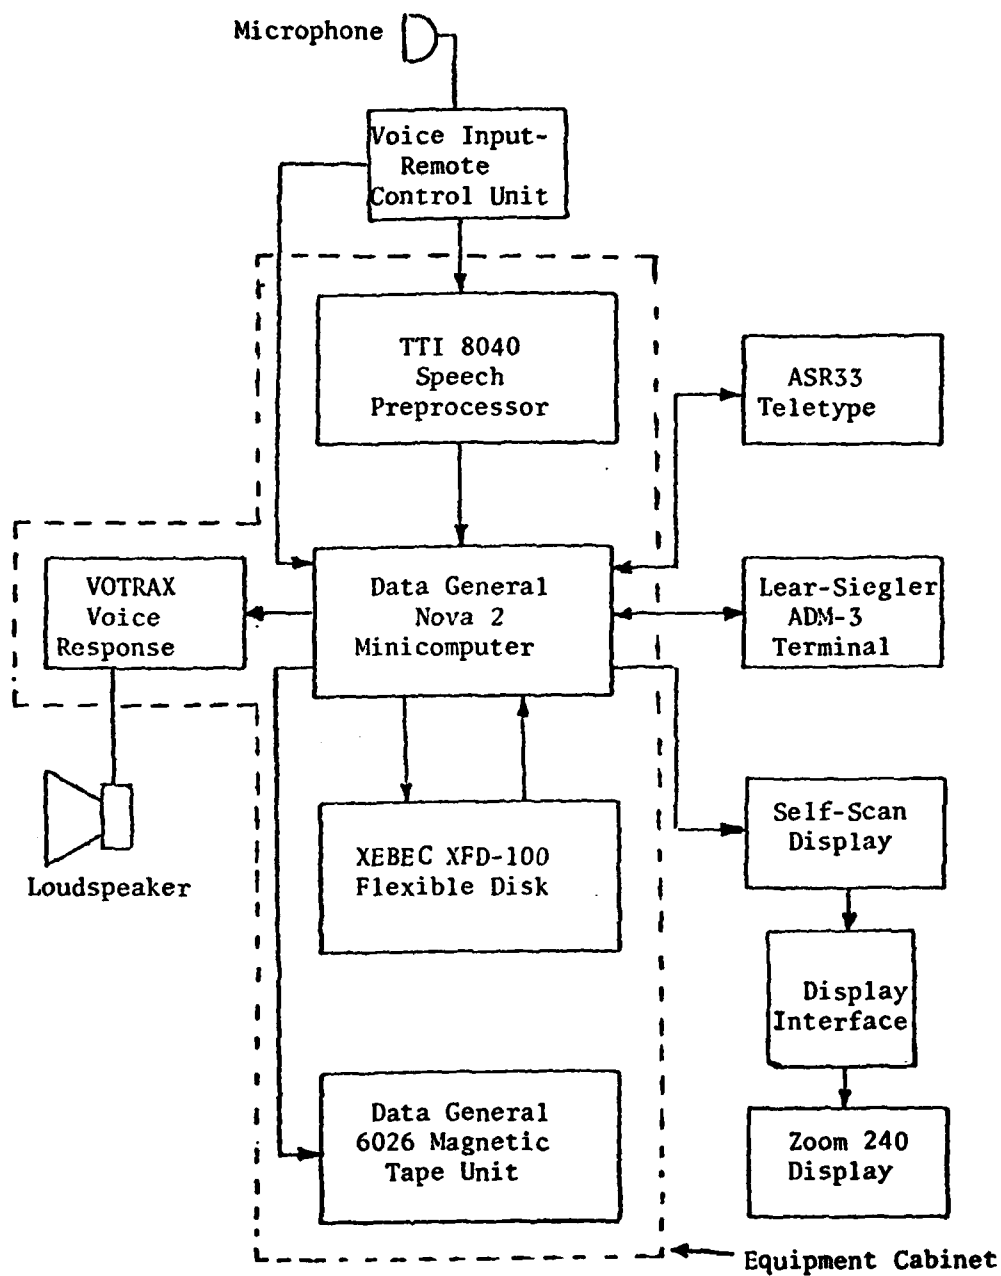 Microphone
Voice Input-
Remote
Control Unit
TTI 8040
Speech
Preprocessor
ASR33
Teletype
VOTRAX
Voice
Response
Data General
Nova 2
Minicomputer
Lear-Siegler
ADM-3
Terminal
Loudspeaker
XEBEC XFD-100
Flexible Disk
Self-Scan
Display
Display
Interface
Data General
6026 Magnetic
Tape Unit
Zoom 240
Display
Equipment Cabinet